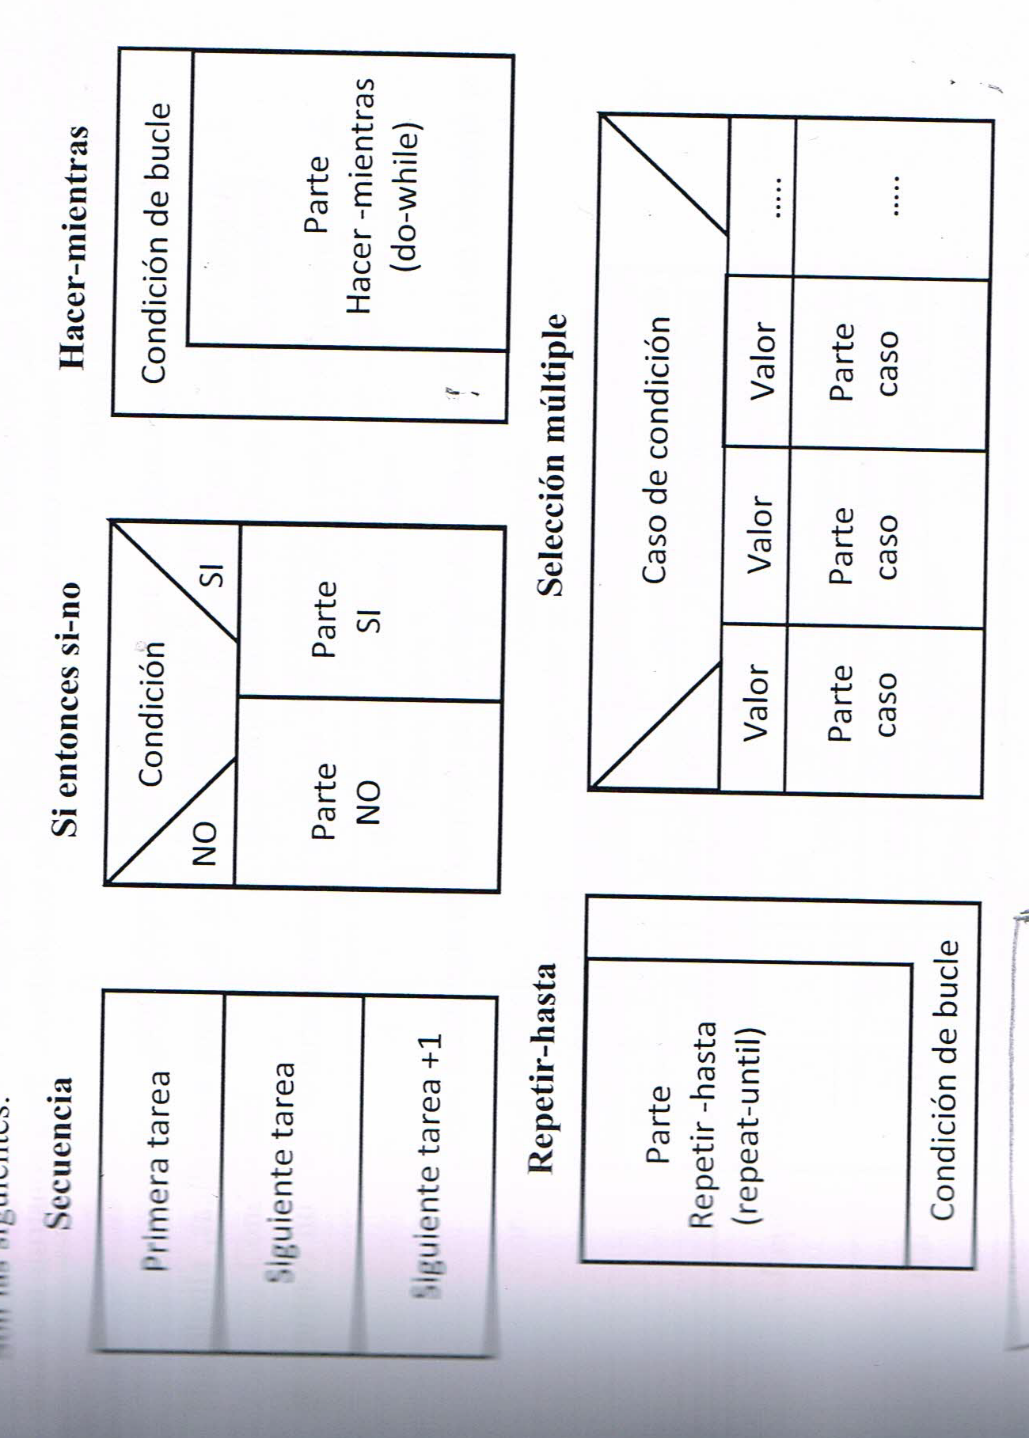 Secuencia
Primera tarea
Siguiente tarea
Siguiente tarea +1
Si entonces si-no
Condición
NO
SI
Parte
NO
Parte
SI
Hacer-mientras
Condición de bucle
Parte
Hacer -mientras
(do-while)
Repetir-hasta
Parte
Repetir -hasta
(repeat-until)
Condición de bucle
Selección múltiple
Caso de condición
Valor
Valor
Valor
.....
Parte
caso
Parte
caso
Parte
caso
.....